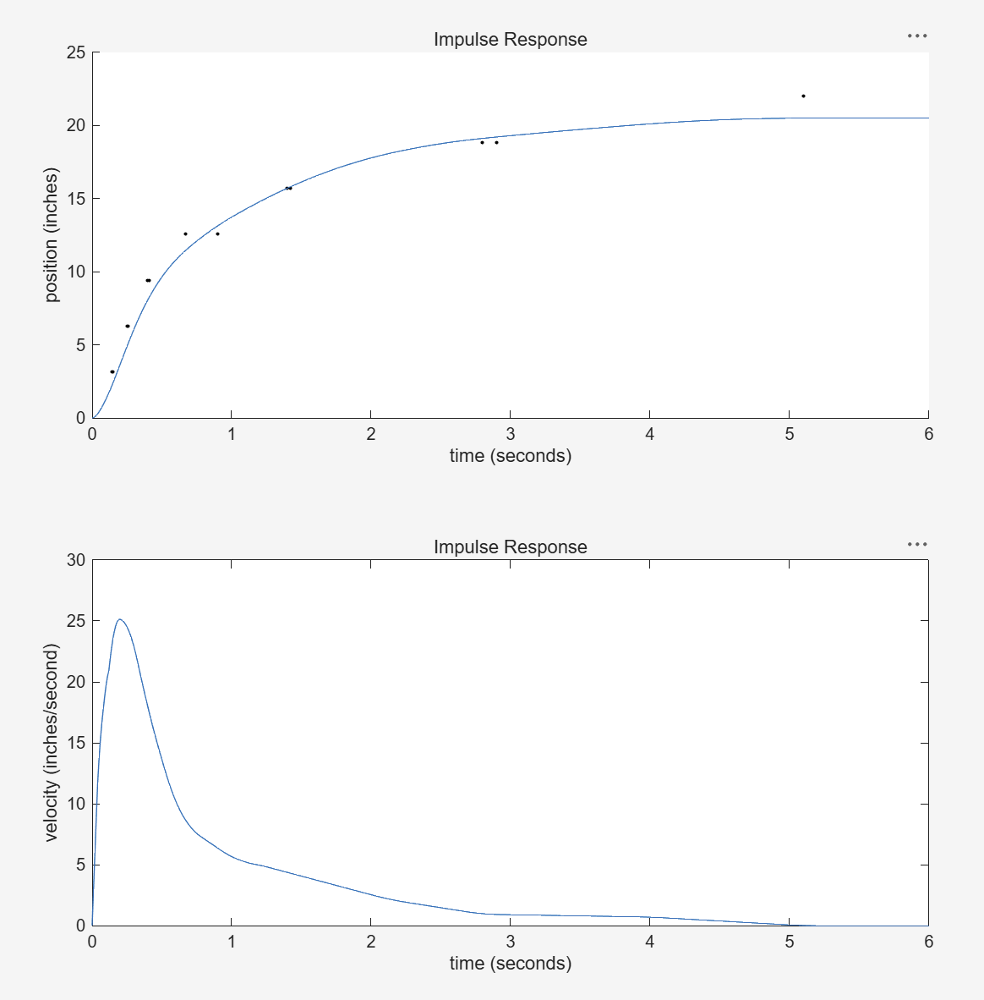 Impulse Response
25
20
15
10
5
0
position (inches)
0 1 2 3 4 5 6
time (seconds)
Impulse Response
30
25
20
15
10
5
0
velocity (inches/second)
0 1 2 3 4 5 6
time (seconds)